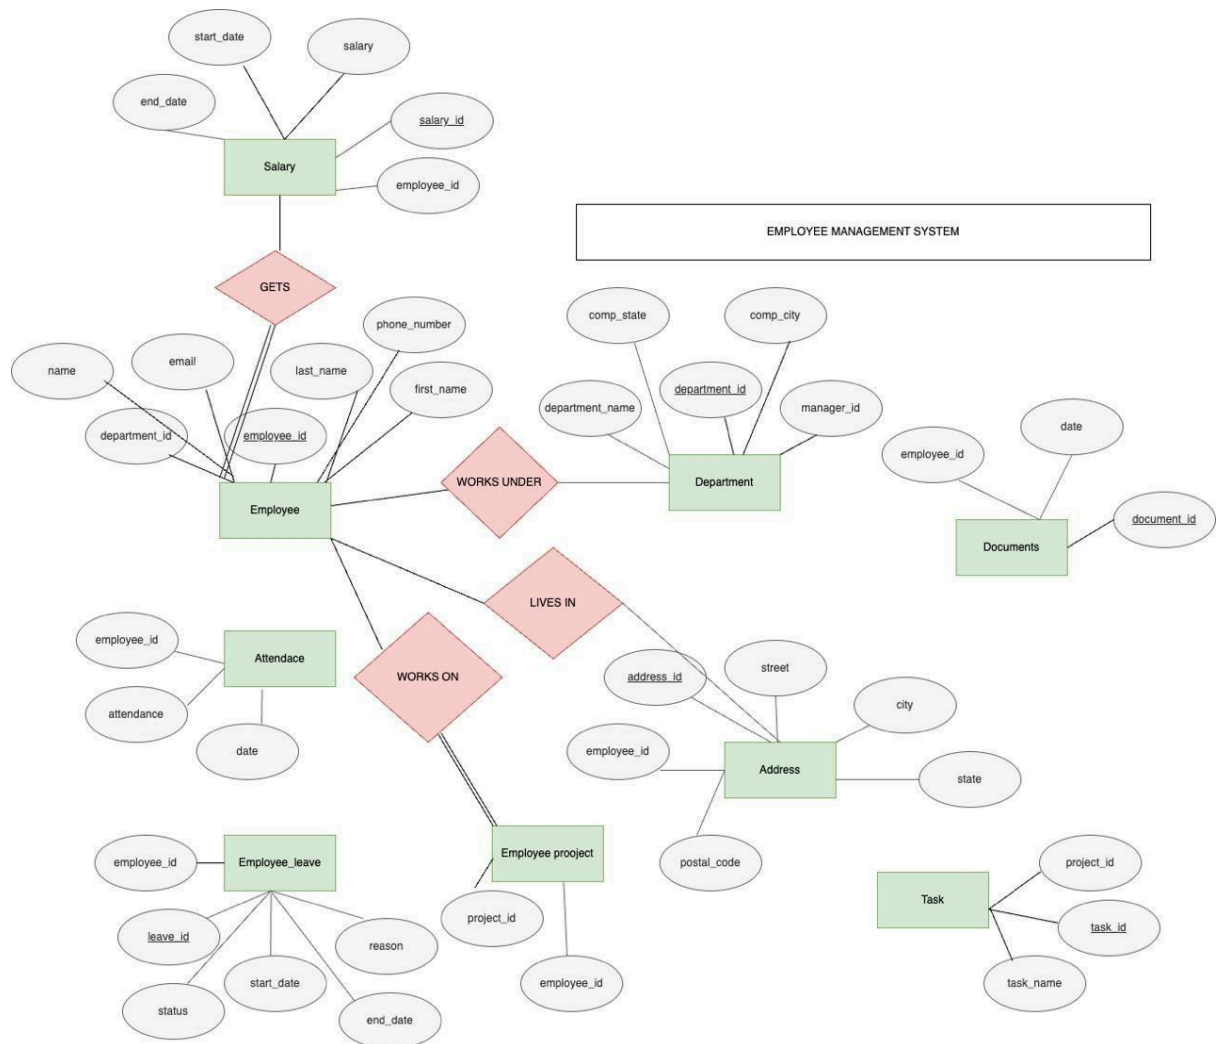 start_date
salary
end_date
salary_id
Salary
employee_id
EMPLOYEE MANAGEMENT SYSTEM
GETS
phone_number
comp_state
comp_city
name
email
last_name
first_name
department_id
department_name
manager_id
department_id
employee_id
date
employee_id
WORKS UNDER
Department
Employee
document_id
Documents
LIVES IN
employee_id
Attendace
WORKS ON
address_id
street
attendance
city
date
employee_id
Address
state
Employee_leave
employee_id
Employee prooject
postal_code
project_id
Task
project_id
leave_id
reason
task_id
start_date
employee_id
task_name
status
end_date